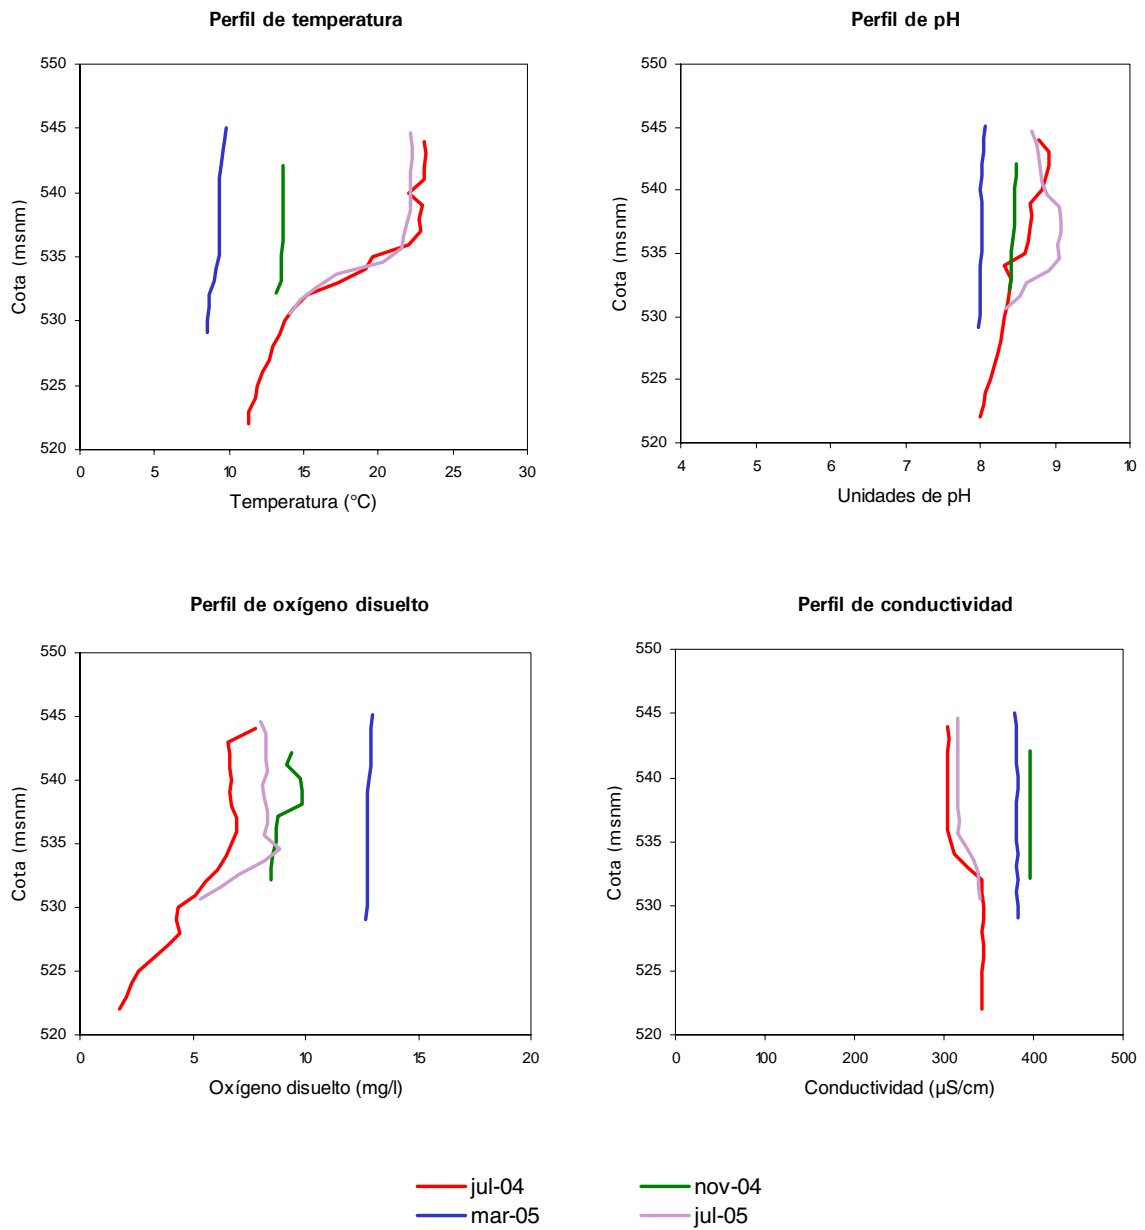 Perfil de temperatura
550
545
540
535
530
525
520
Cota (msnm)
0 5 10 15 20 25 30
Temperatura (°C)
Perfil de pH
550
545
540
535
530
525
520
Cota (msnm)
4 5 6 7 8 9 10
Unidades de pH
Perfil de oxígeno disuelto
550
545
540
535
530
525
520
Cota (msnm)
0 5 10 15 20
Oxígeno disuelto (mg/l)
Perfil de conductividad
550
545
540
535
530
525
520
Cota (msnm)
0 100 200 300 400 500
Conductividad (µS/cm)
jul-04 nov-04
mar-05 jul-05